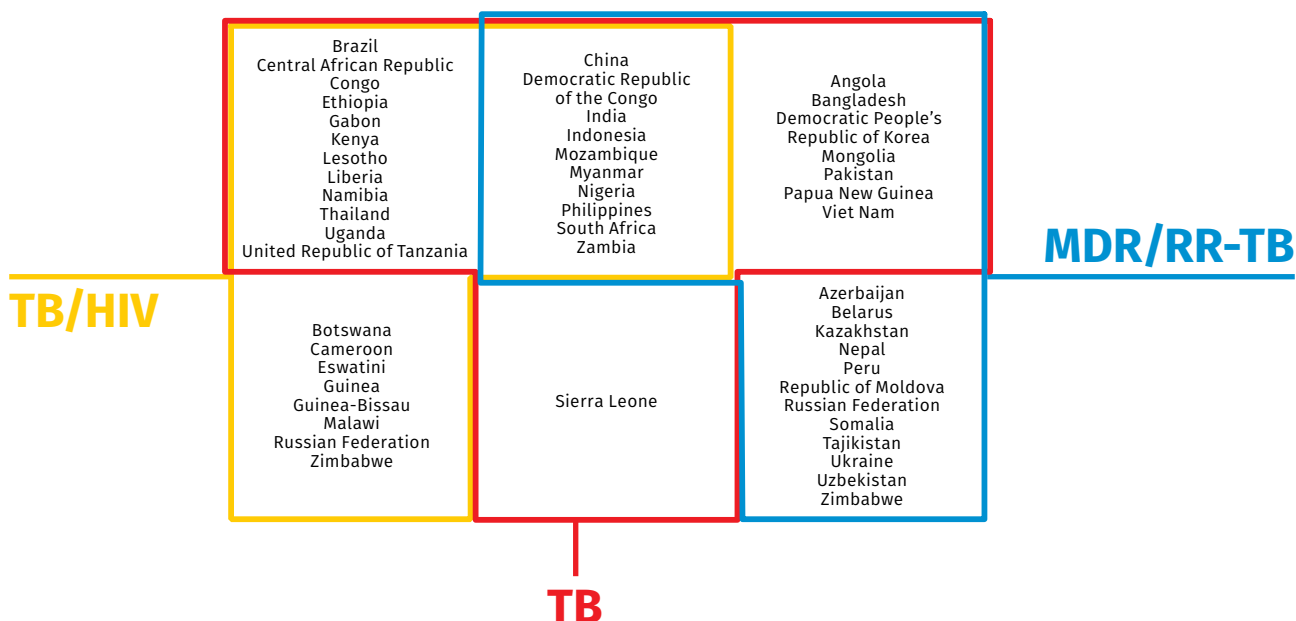 Brazil
Central African Republic
Congo
Ethiopia
Gabon
Kenya
Lesotho
Liberia
Namibia
Thailand
Uganda
United Republic of Tanzania
China
Democratic Republic
of the Congo
India
Indonesia
Mozambique
Myanmar
Nigeria
Philippines
South Africa
Zambia
Angola
Bangladesh
Democratic People’s
Republic of Korea
Mongolia
Pakistan
Papua New Guinea
Viet Nam
MDR/RR-TB
TB/HIV
Botswana
Cameroon
Eswatini
Guinea
Guinea-Bissau
Malawi
Russian Federation
Zimbabwe
Sierra Leone
Azerbaijan
Belarus
Kazakhstan
Nepal
Peru
Republic of Moldova
Russian Federation
Somalia
Tajikistan
Ukraine
Uzbekistan
Zimbabwe
TB